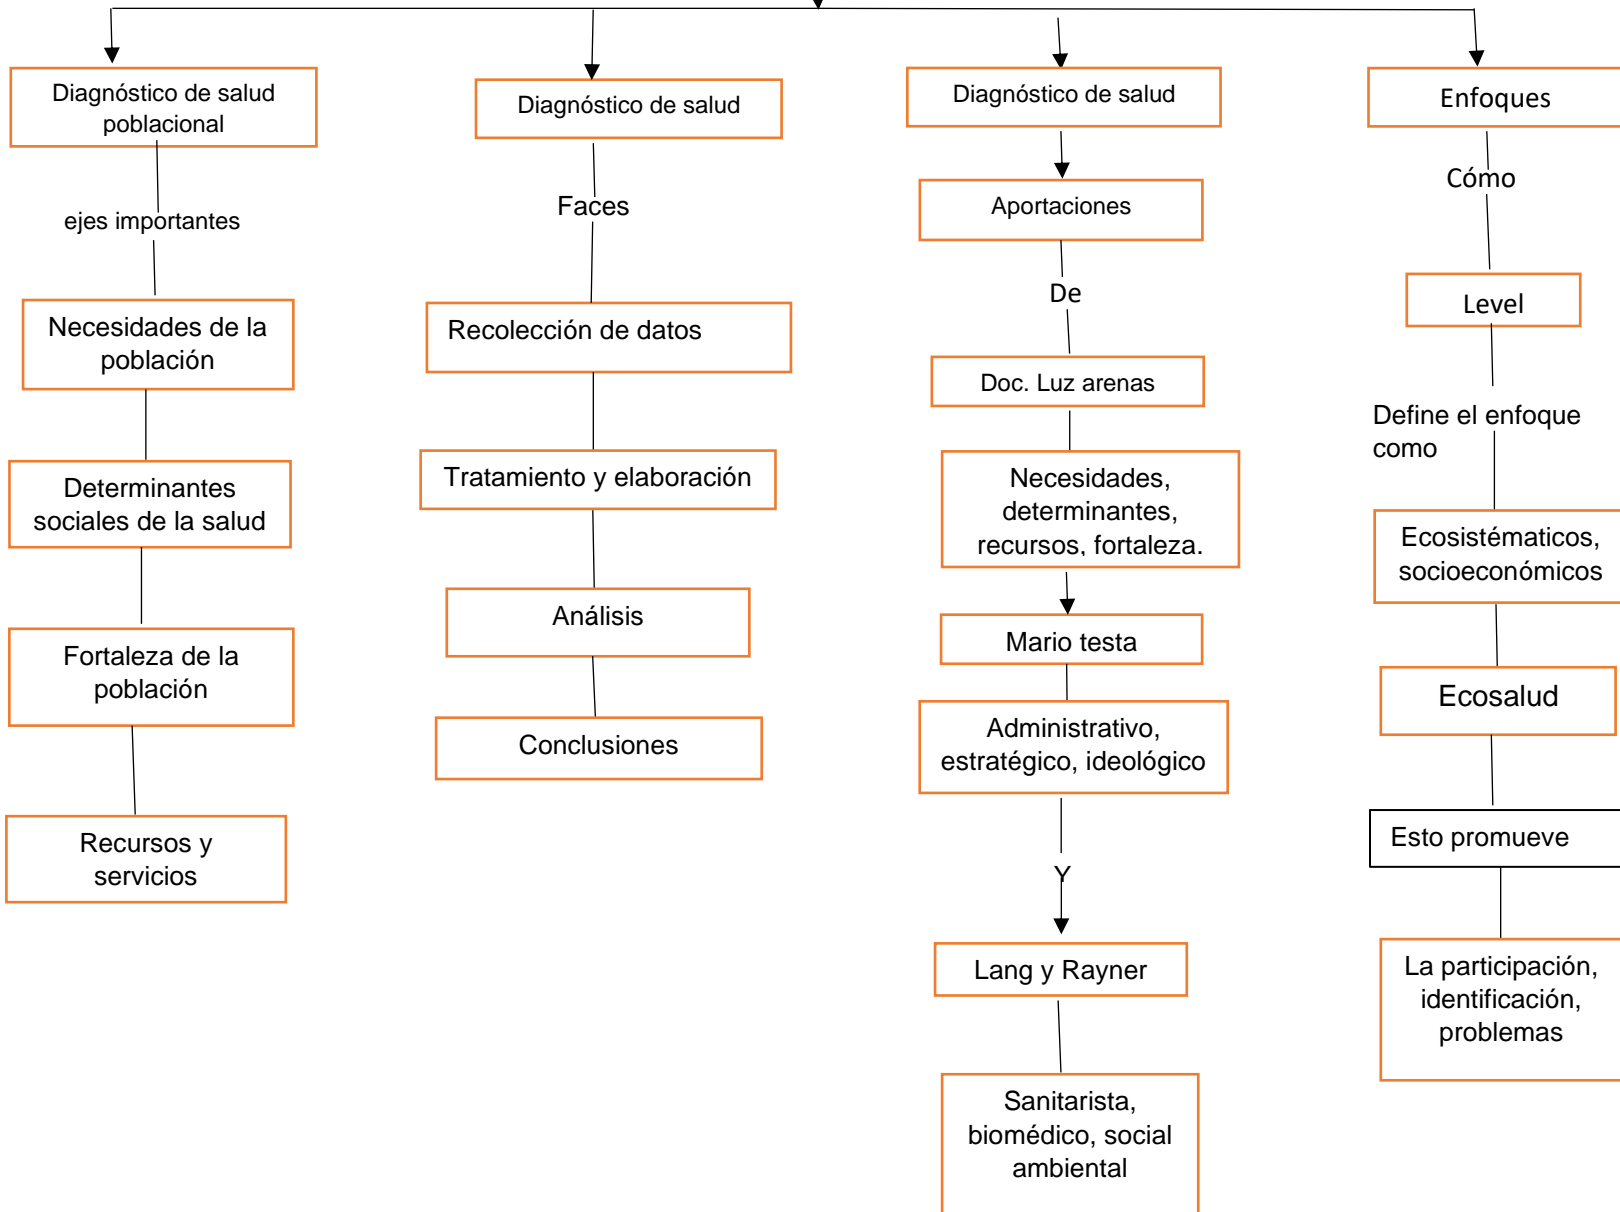 Diagnóstico de salud
poblacional
ejes importantes
Necesidades de la
población
Determinantes
sociales de la salud
Fortaleza de la
población
Recursos y
servicios
Diagnóstico de salud
Faces
Recolección de datos
Tratamiento y elaboración
Análisis
Conclusiones
Diagnóstico de salud
Aportaciones
De
Doc. Luz arenas
Necesidades,
determinantes,
recursos, fortaleza.
Mario testa
Administrativo,
estratégico, ideológico
Y
Lang y Rayner
Sanitarista,
biomédico, social
ambiental
Enfoques
Cómo
Level
Define el enfoque
como
Ecosistématicos,
socioeconómicos
Ecosalud
Esto promueve
La participación,
identificación,
problemas